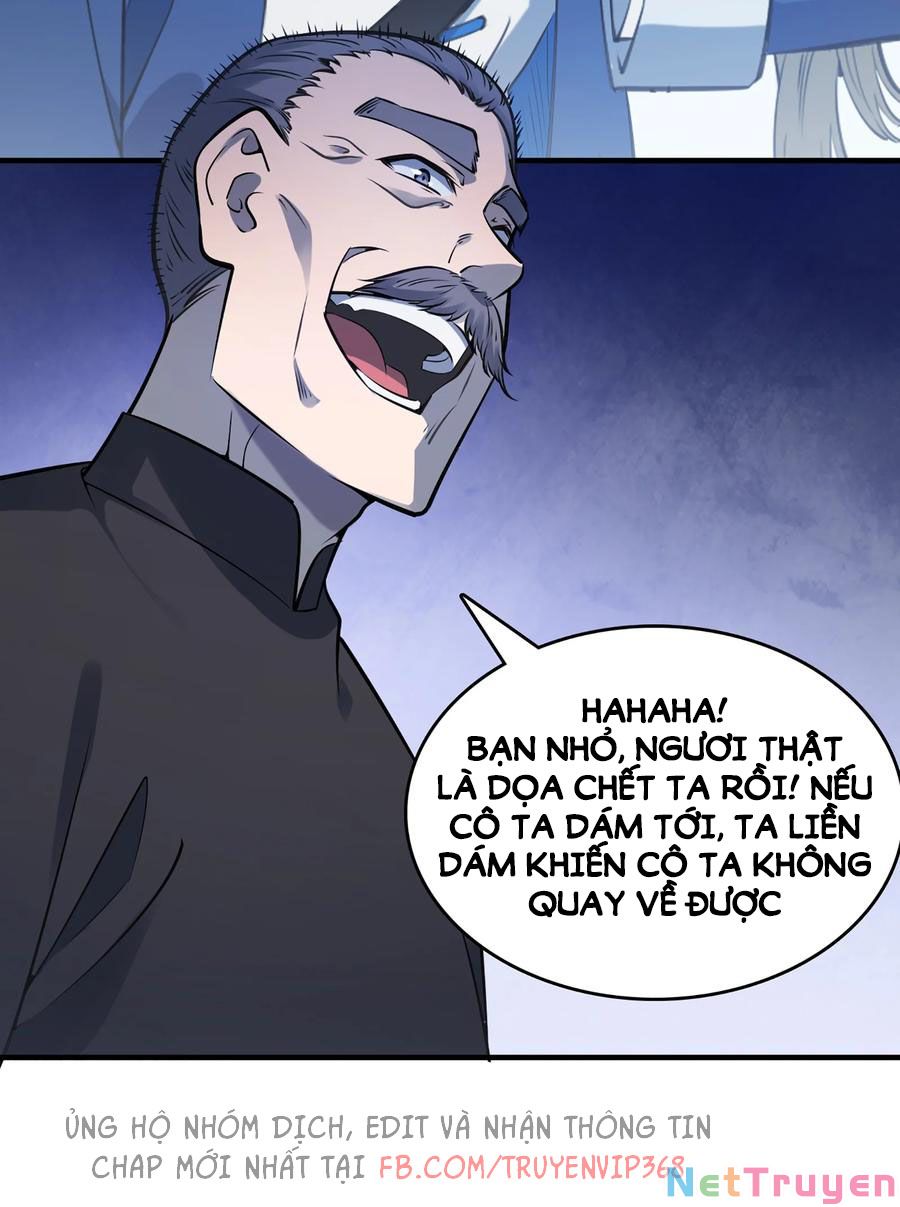 HAHAHA!
BẠN NHỎ, NGƯƠI THẬT
LÀ DỌA CHẾT TA RỒI! NẾU
CÔ TA DÁM TỚI, TA LIỀN
DÁM KHIẾN CÔ TA KHÔNG
QUAY VỀ ĐƯỢC
ỦNG HỘ NHÓM DỊCH, EDIT VÀ NHẬN THÔNG TIN
CHAP MỚI NHẤT TẠI FB.COM/TRUYENVIP368
NetTruyen